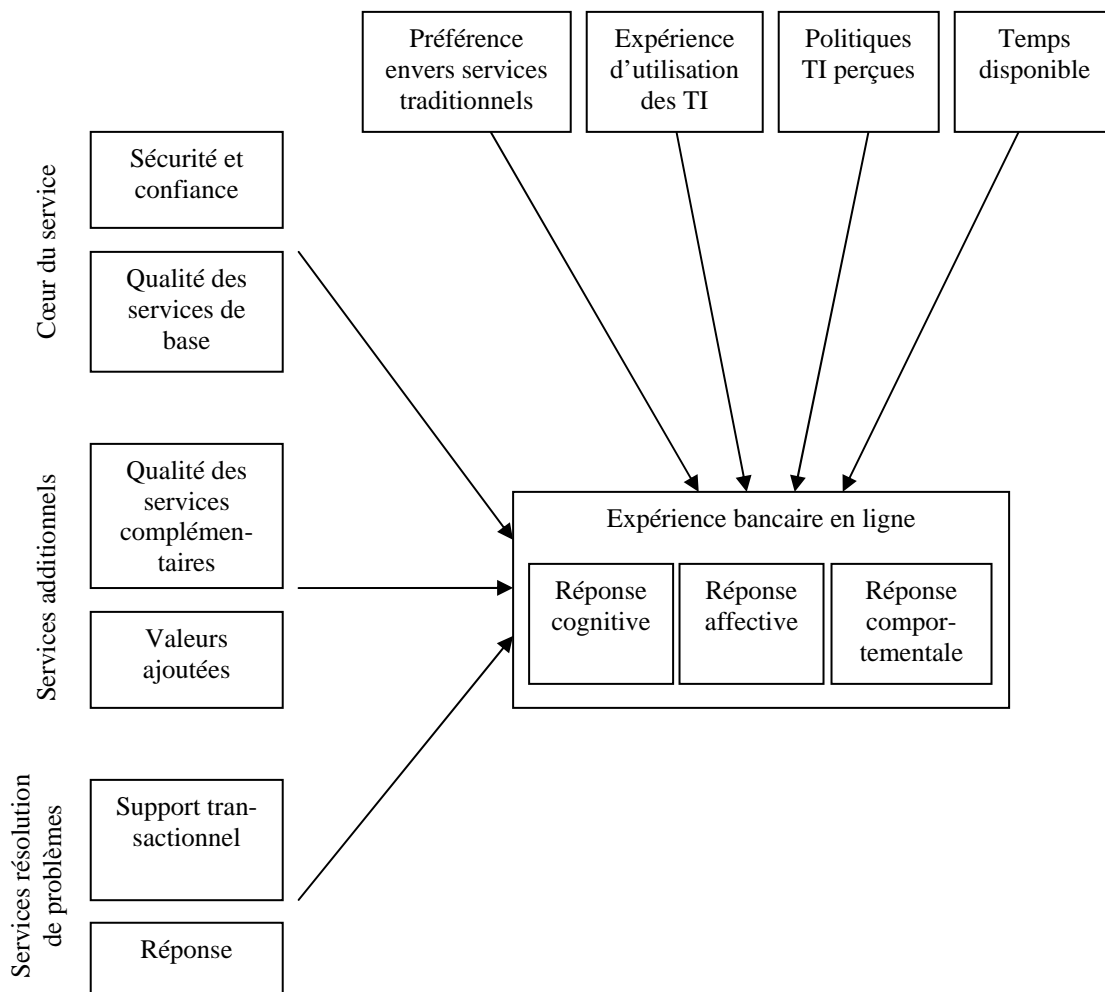 Préférence
envers services
traditionnels
Expérience
d'utilisation
des TI
Politiques
TI perçues
Temps
disponible
Cœur du service
Sécurité et
confiance
Qualité des
services de
base
Services additionnels
Qualité des
services
complémen-
taires
Valeurs
ajoutées
Expérience bancaire en ligne
Réponse
cognitive
Réponse
affective
Réponse
compor-
tementale
Services résolution
de problèmes
Support tran-
sactionnel
Réponse